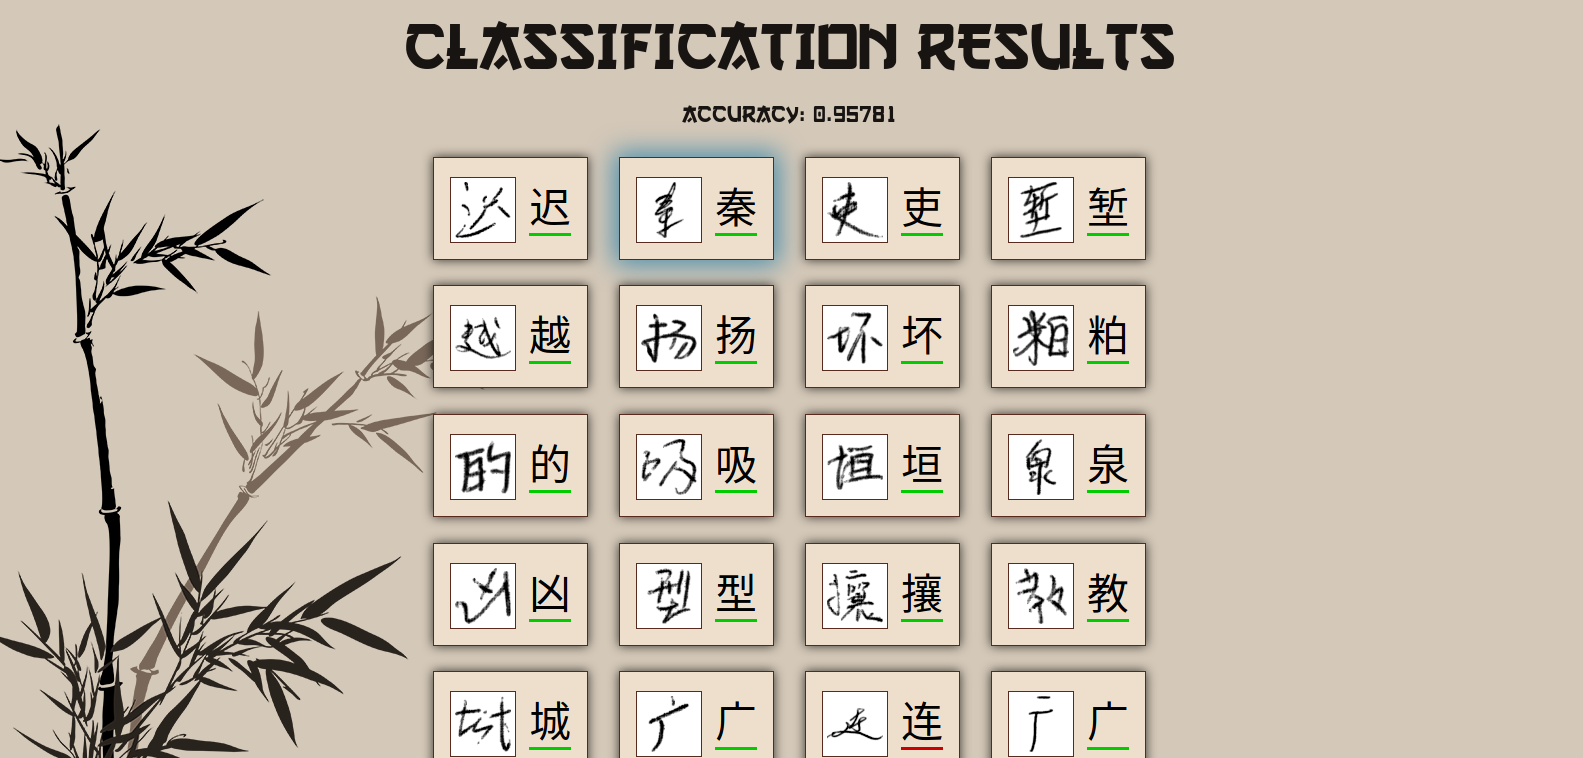 CLASSIFICATION RESULTS
ACCURACY: 0.95781
迟 秦 吏 堑
越 扬 坏 粕
的 吸 垣 泉
凶 型 攘 教
城 广 连 广